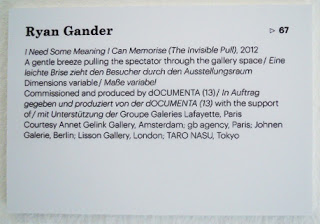 Ryan Gander ▷ 67
I Need Some Meaning I Can Memorise (The Invisible Pull), 2012
A gentle breeze pulling the spectator through the gallery space / Eine
leichte Brise zieht den Besucher durch den Ausstellungsraum
Dimensions variable / Maße variabel
Commissioned and produced by dOCUMENTA (13) / In Auftrag
gegeben und produziert von der dOCUMENTA (13) with the support
of / mit Unterstützung der Groupe Galeries Lafayette, Paris
Courtesy Annet Gelink Gallery, Amsterdam; gb agency, Paris; Johnen
Galerie, Berlin; Lisson Gallery, London; TARO NASU, Tokyo